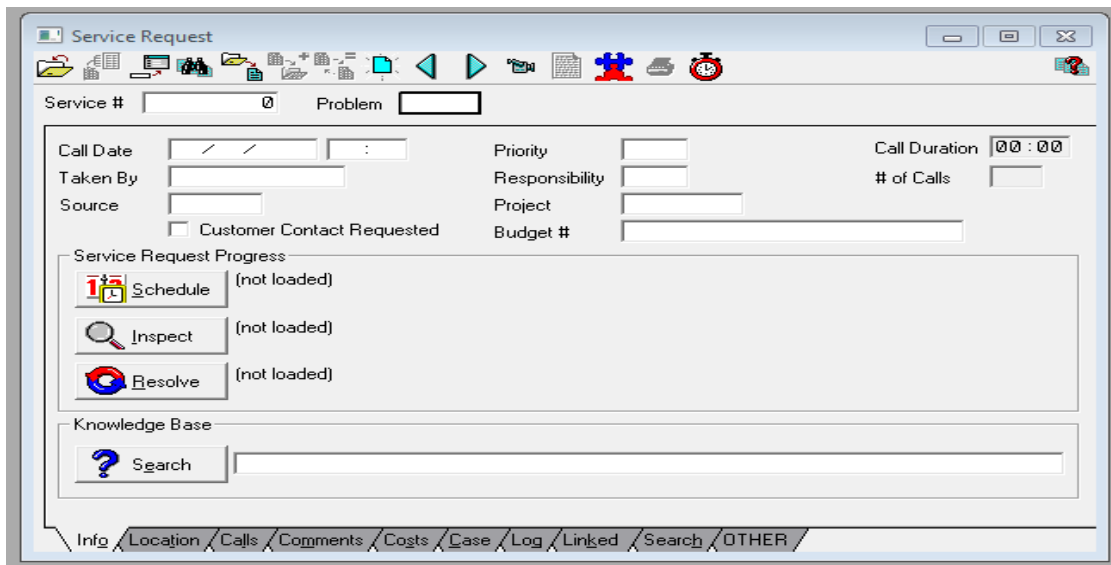 Service Request
Service # 0 Problem
Call Date / / : Priority Call Duration 00:00
Taken By Responsibility # of Calls
Source Project
Customer Contact Requested Budget #
Service Request Progress
Schedule (not loaded)
Inspect (not loaded)
Resolve (not loaded)
Knowledge Base
Search
Info Location Calls Comments Costs Case Log Linked Search OTHER